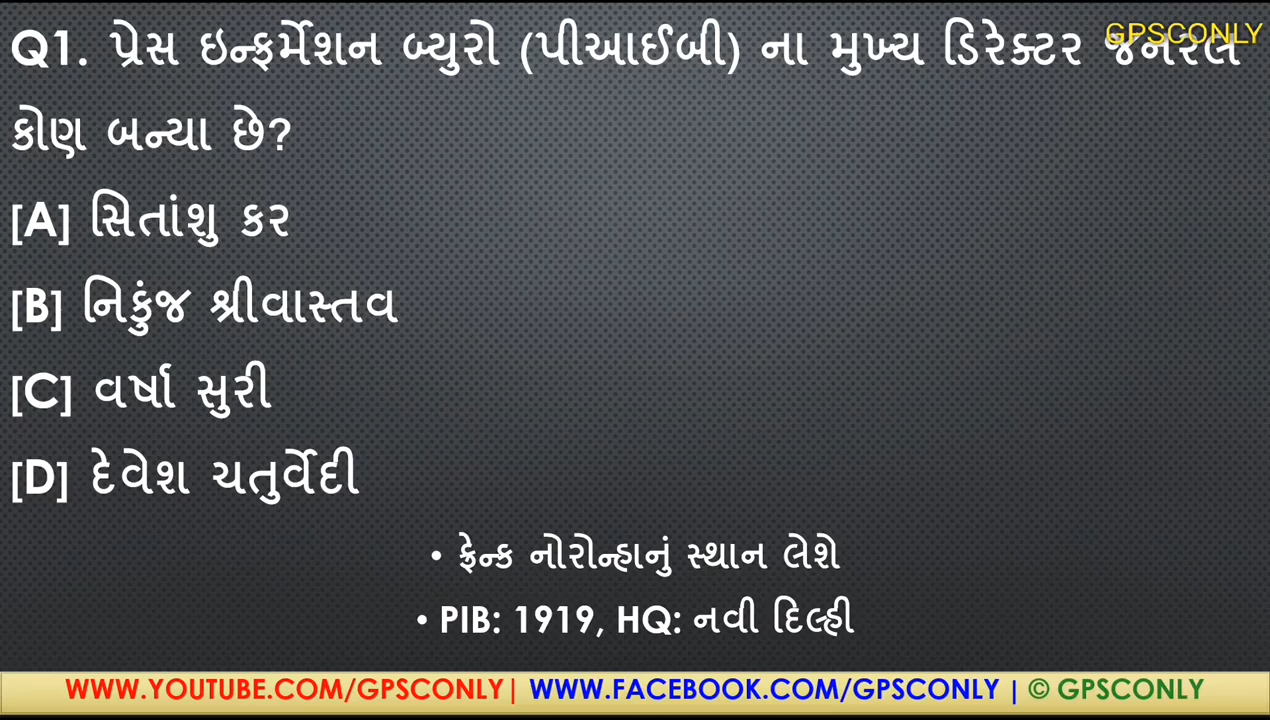 GPSCONLY
Q1. પ્રેસ ઇન્ફર્મેશન બ્યુરો (પીઆઈબી) ના મુખ્ય ડિરેક્ટર જનરલ
કોણ બન્યા છે?
[A] સિતાંશુ કર
[B] નિકુંજ શ્રીવાસ્તવ
[C] વર્ષા સુરી
[D] દેવેશ ચતુર્વેદી
• ફ્રેન્ક નોરોન્હાનું સ્થાન લેશે
• PIB: 1919, HQ: નવી દિલ્હી
WWW.YOUTUBE.COM/GPSCONLY| WWW.FACEBOOK.COM/GPSCONLY | © GPSCONLY